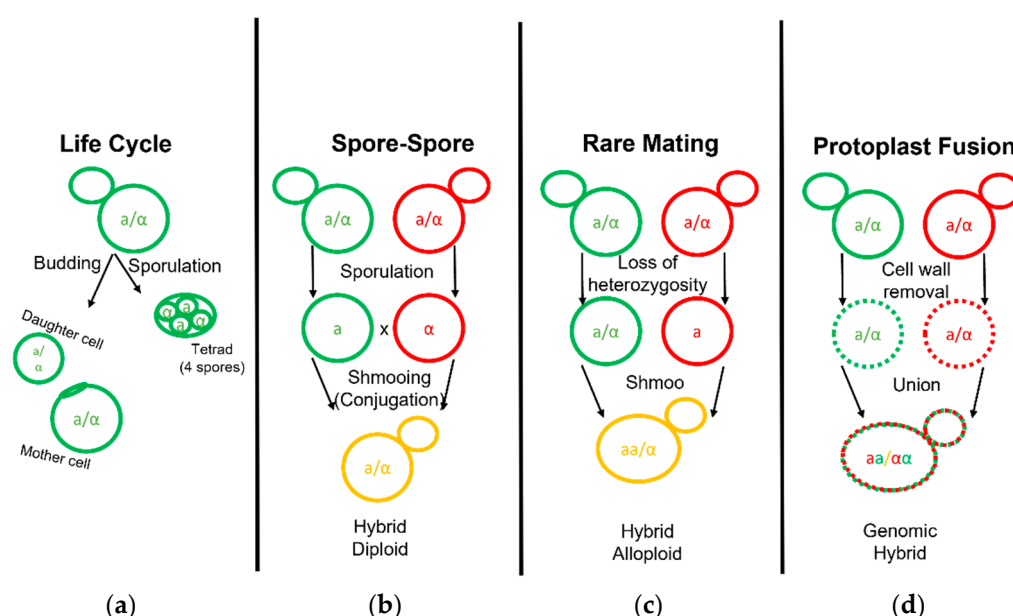 Life Cycle
a/α
Budding
Sporulation
Daughter cell
a/
α
α
a
a
α
Tetrad
(4 spores)
a/α
Mother cell
(a)
Spore-Spore
a/α
a/α
Sporulation
a
x
α
Shmooing
(Conjugation)
a/α
Hybrid
Diploid
(b)
Rare Mating
a/α
a/α
Loss of
heterozygosity
a/α
a
Shmoo
aa/α
Hybrid
Alloploid
(c)
Protoplast Fusion
a/α
a/α
Cell wall
removal
a/α
a/α
Union
aa/αα
Genomic
Hybrid
(d)